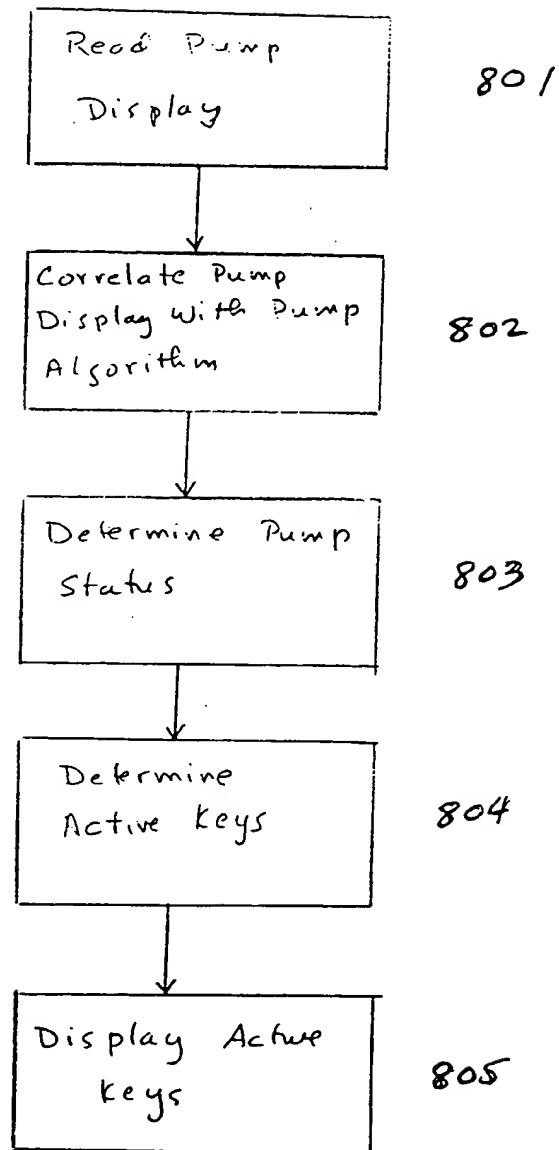 Read Pump
Display
801
Correlate Pump
Display With Pump
Algorithm
802
Determine Pump
Status
803
Determine
Active Keys
804
Display Active
Keys
805